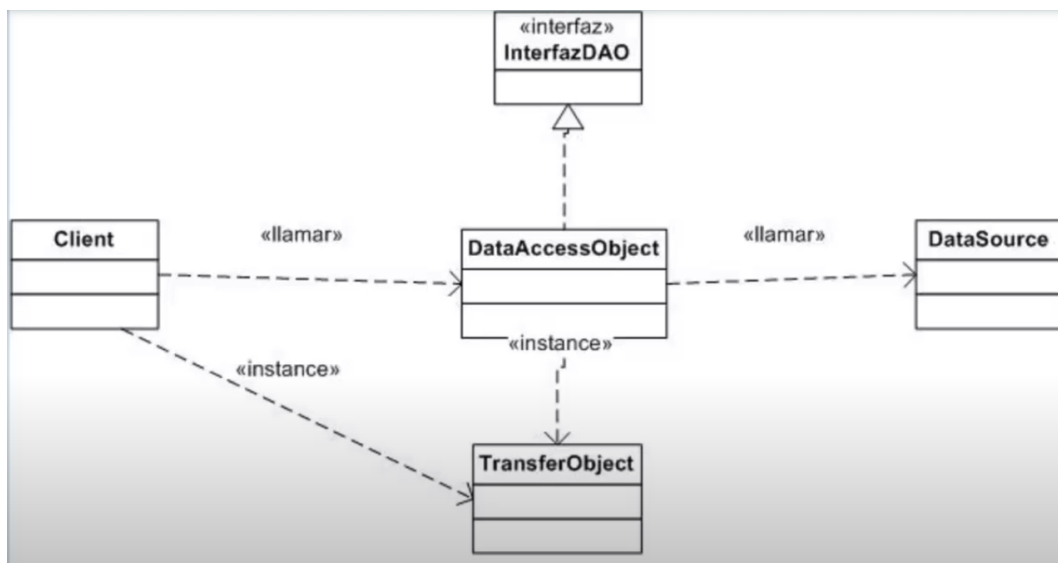 «interfaz»
InterfazDAO
Client
«llamar»
DataAccessObject
«llamar»
DataSource
«instance»
«instance»
TransferObject